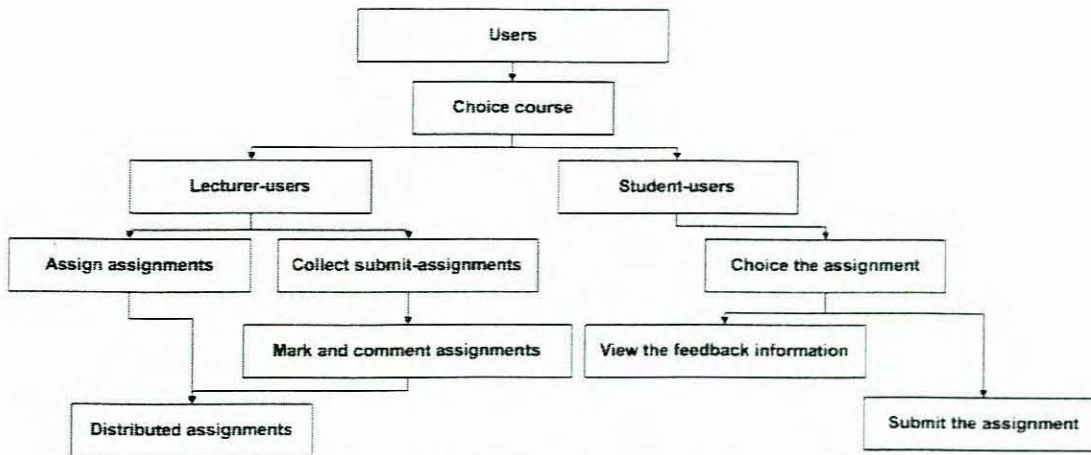 Users
Choice course
Lecturer-users
Student-users
Assign assignments
Collect submit-assignments
Choice the assignment
Mark and comment assignments
View the feedback information
Distributed assignments
Submit the assignment